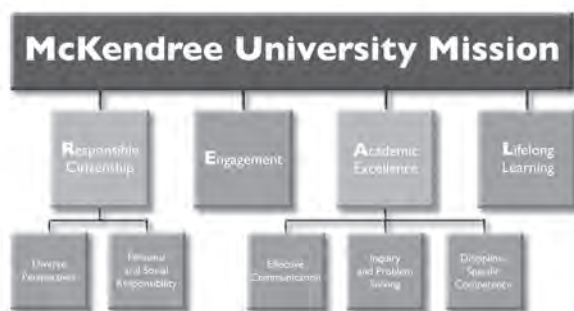 McKendree University Mission
Responsible
Citizenship
Engagement
Academic
Excellence
Lifelong
Learning
Diverse
Perspectives
Personal
and Social
Responsibility
Effective
Communication
Inquiry
and Problem
Solving
Discipline-
Specific
Competence